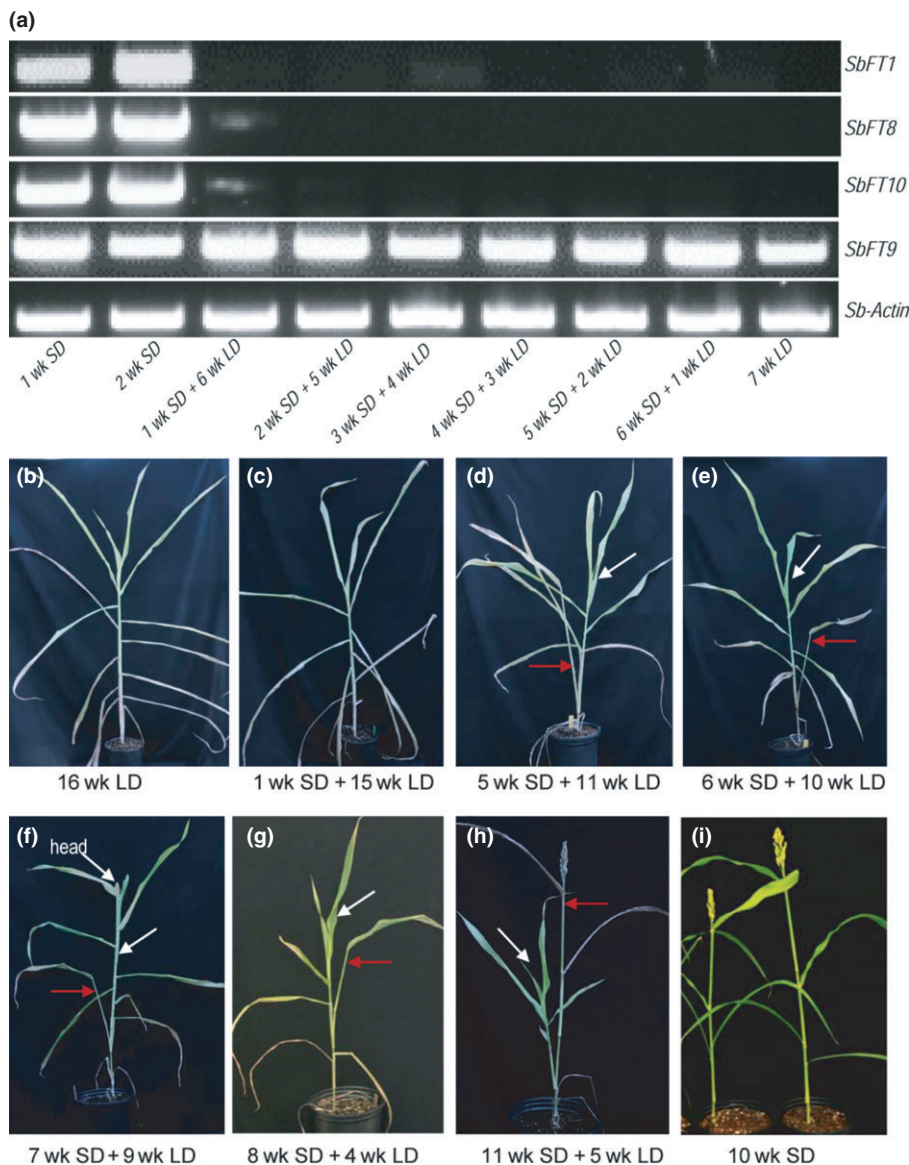 (a)
SbFT1
SbFT8
SbFT10
SbFT9
Sb-Actin
1 wk SD
2 wk SD
1 wk SD + 6 wk LD
2 wk SD + 5 wk LD
3 wk SD + 4 wk LD
4 wk SD + 3 wk LD
5 wk SD + 2 wk LD
6 wk SD + 1 wk LD
7 wk LD
(b)
(c)
(d)
(e)
16 wk LD
1 wk SD + 15 wk LD
5 wk SD + 11 wk LD
6 wk SD + 10 wk LD
(f)
(g)
(h)
(i)
head
7 wk SD + 9 wk LD
8 wk SD + 4 wk LD
11 wk SD + 5 wk LD
10 wk SD